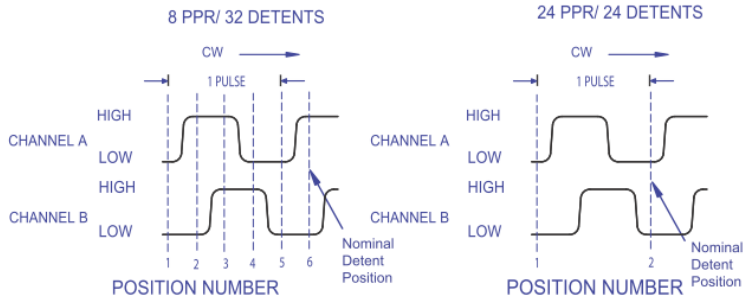 8 PPR/ 32 DETENTS
CW
1 PULSE
HIGH
CHANNEL A
LOW
HIGH
CHANNEL B
LOW
1 2 3 4 5 6
Nominal
Detent
Position
POSITION NUMBER
24 PPR/ 24 DETENTS
CW
1 PULSE
HIGH
CHANNEL A
LOW
HIGH
CHANNEL B
LOW
1 2
Nominal
Detent
Position
POSITION NUMBER